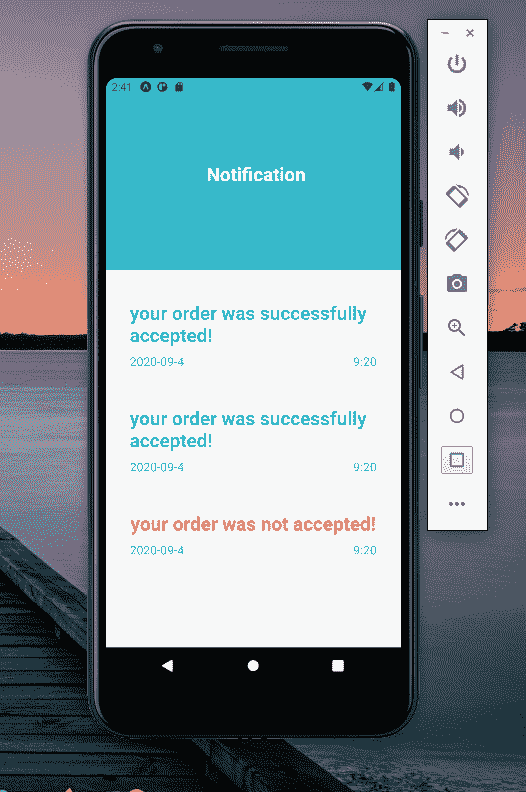 2:41
Notification
your order was successfully
accepted!
2020-09-4 9:20
your order was successfully
accepted!
2020-09-4 9:20
your order was not accepted!
2020-09-4 9:20